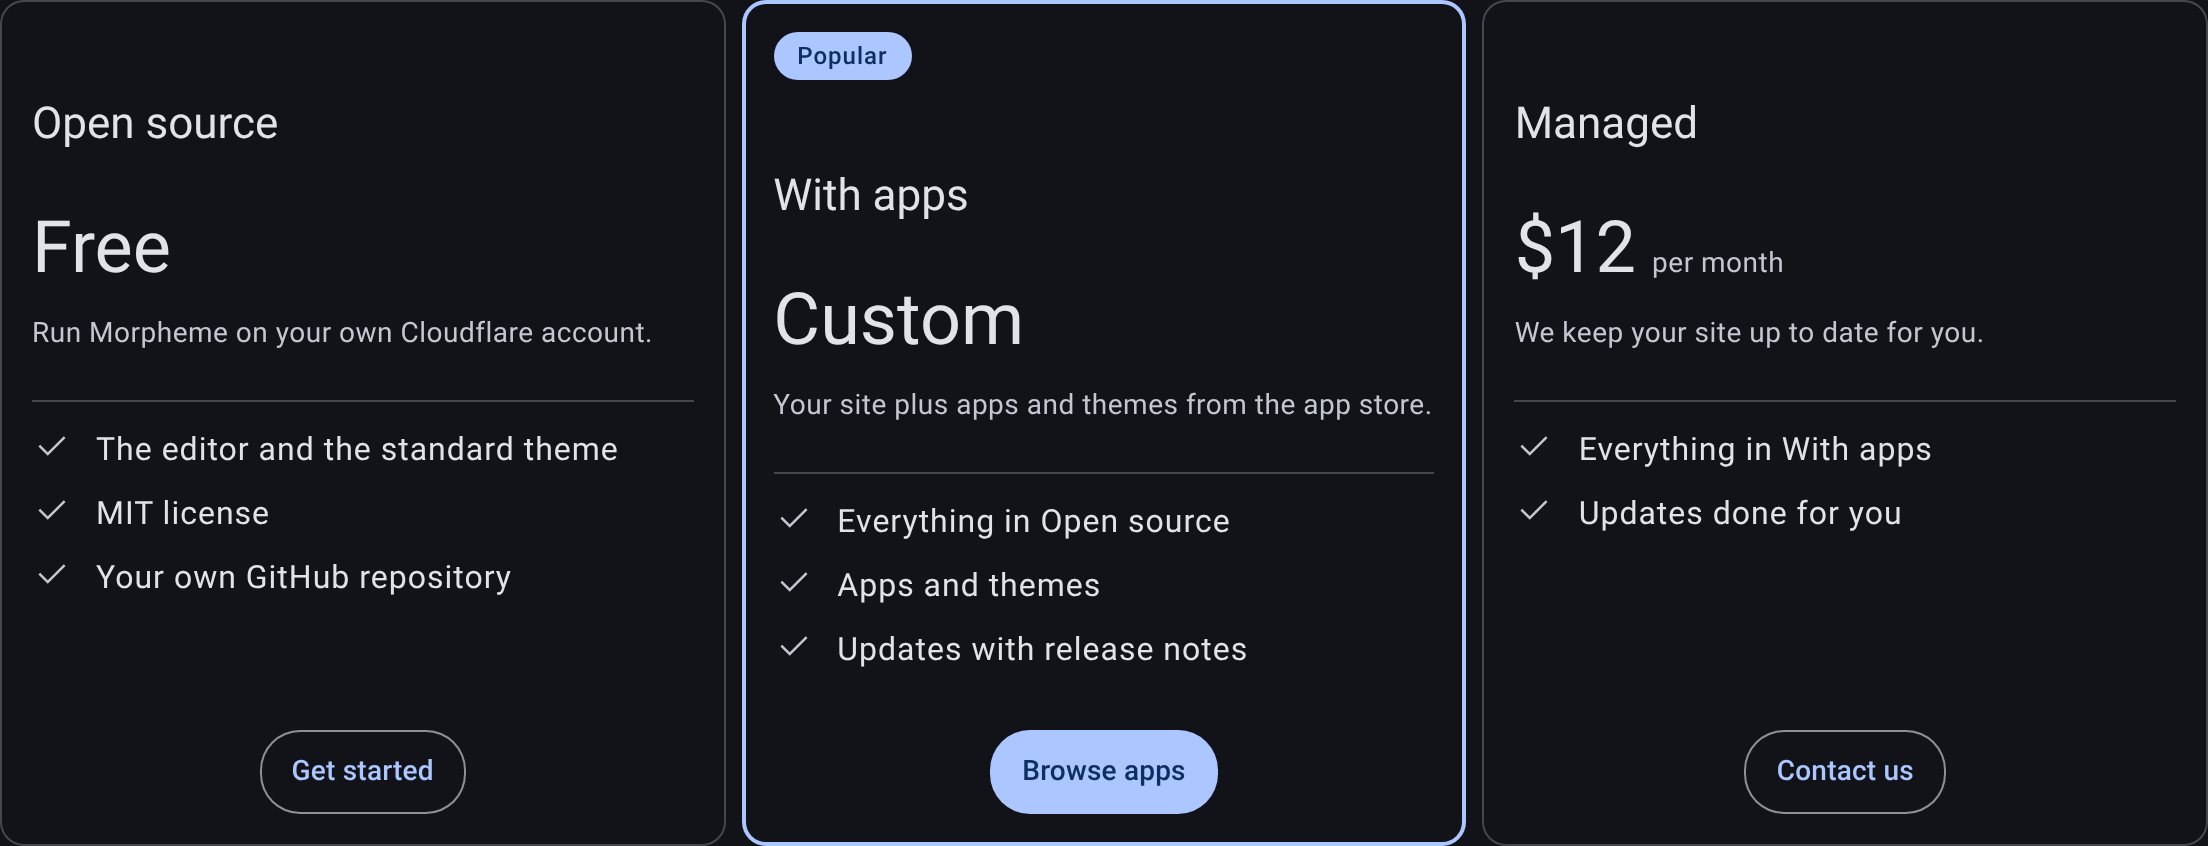 Open source
Free
Run Morpheme on your own Cloudflare account.
The editor and the standard theme
MIT license
Your own GitHub repository
Get started
Popular
With apps
Custom
Your site plus apps and themes from the app store.
Everything in Open source
Apps and themes
Updates with release notes
Browse apps
Managed
$12 per month
We keep your site up to date for you.
Everything in With apps
Updates done for you
Contact us